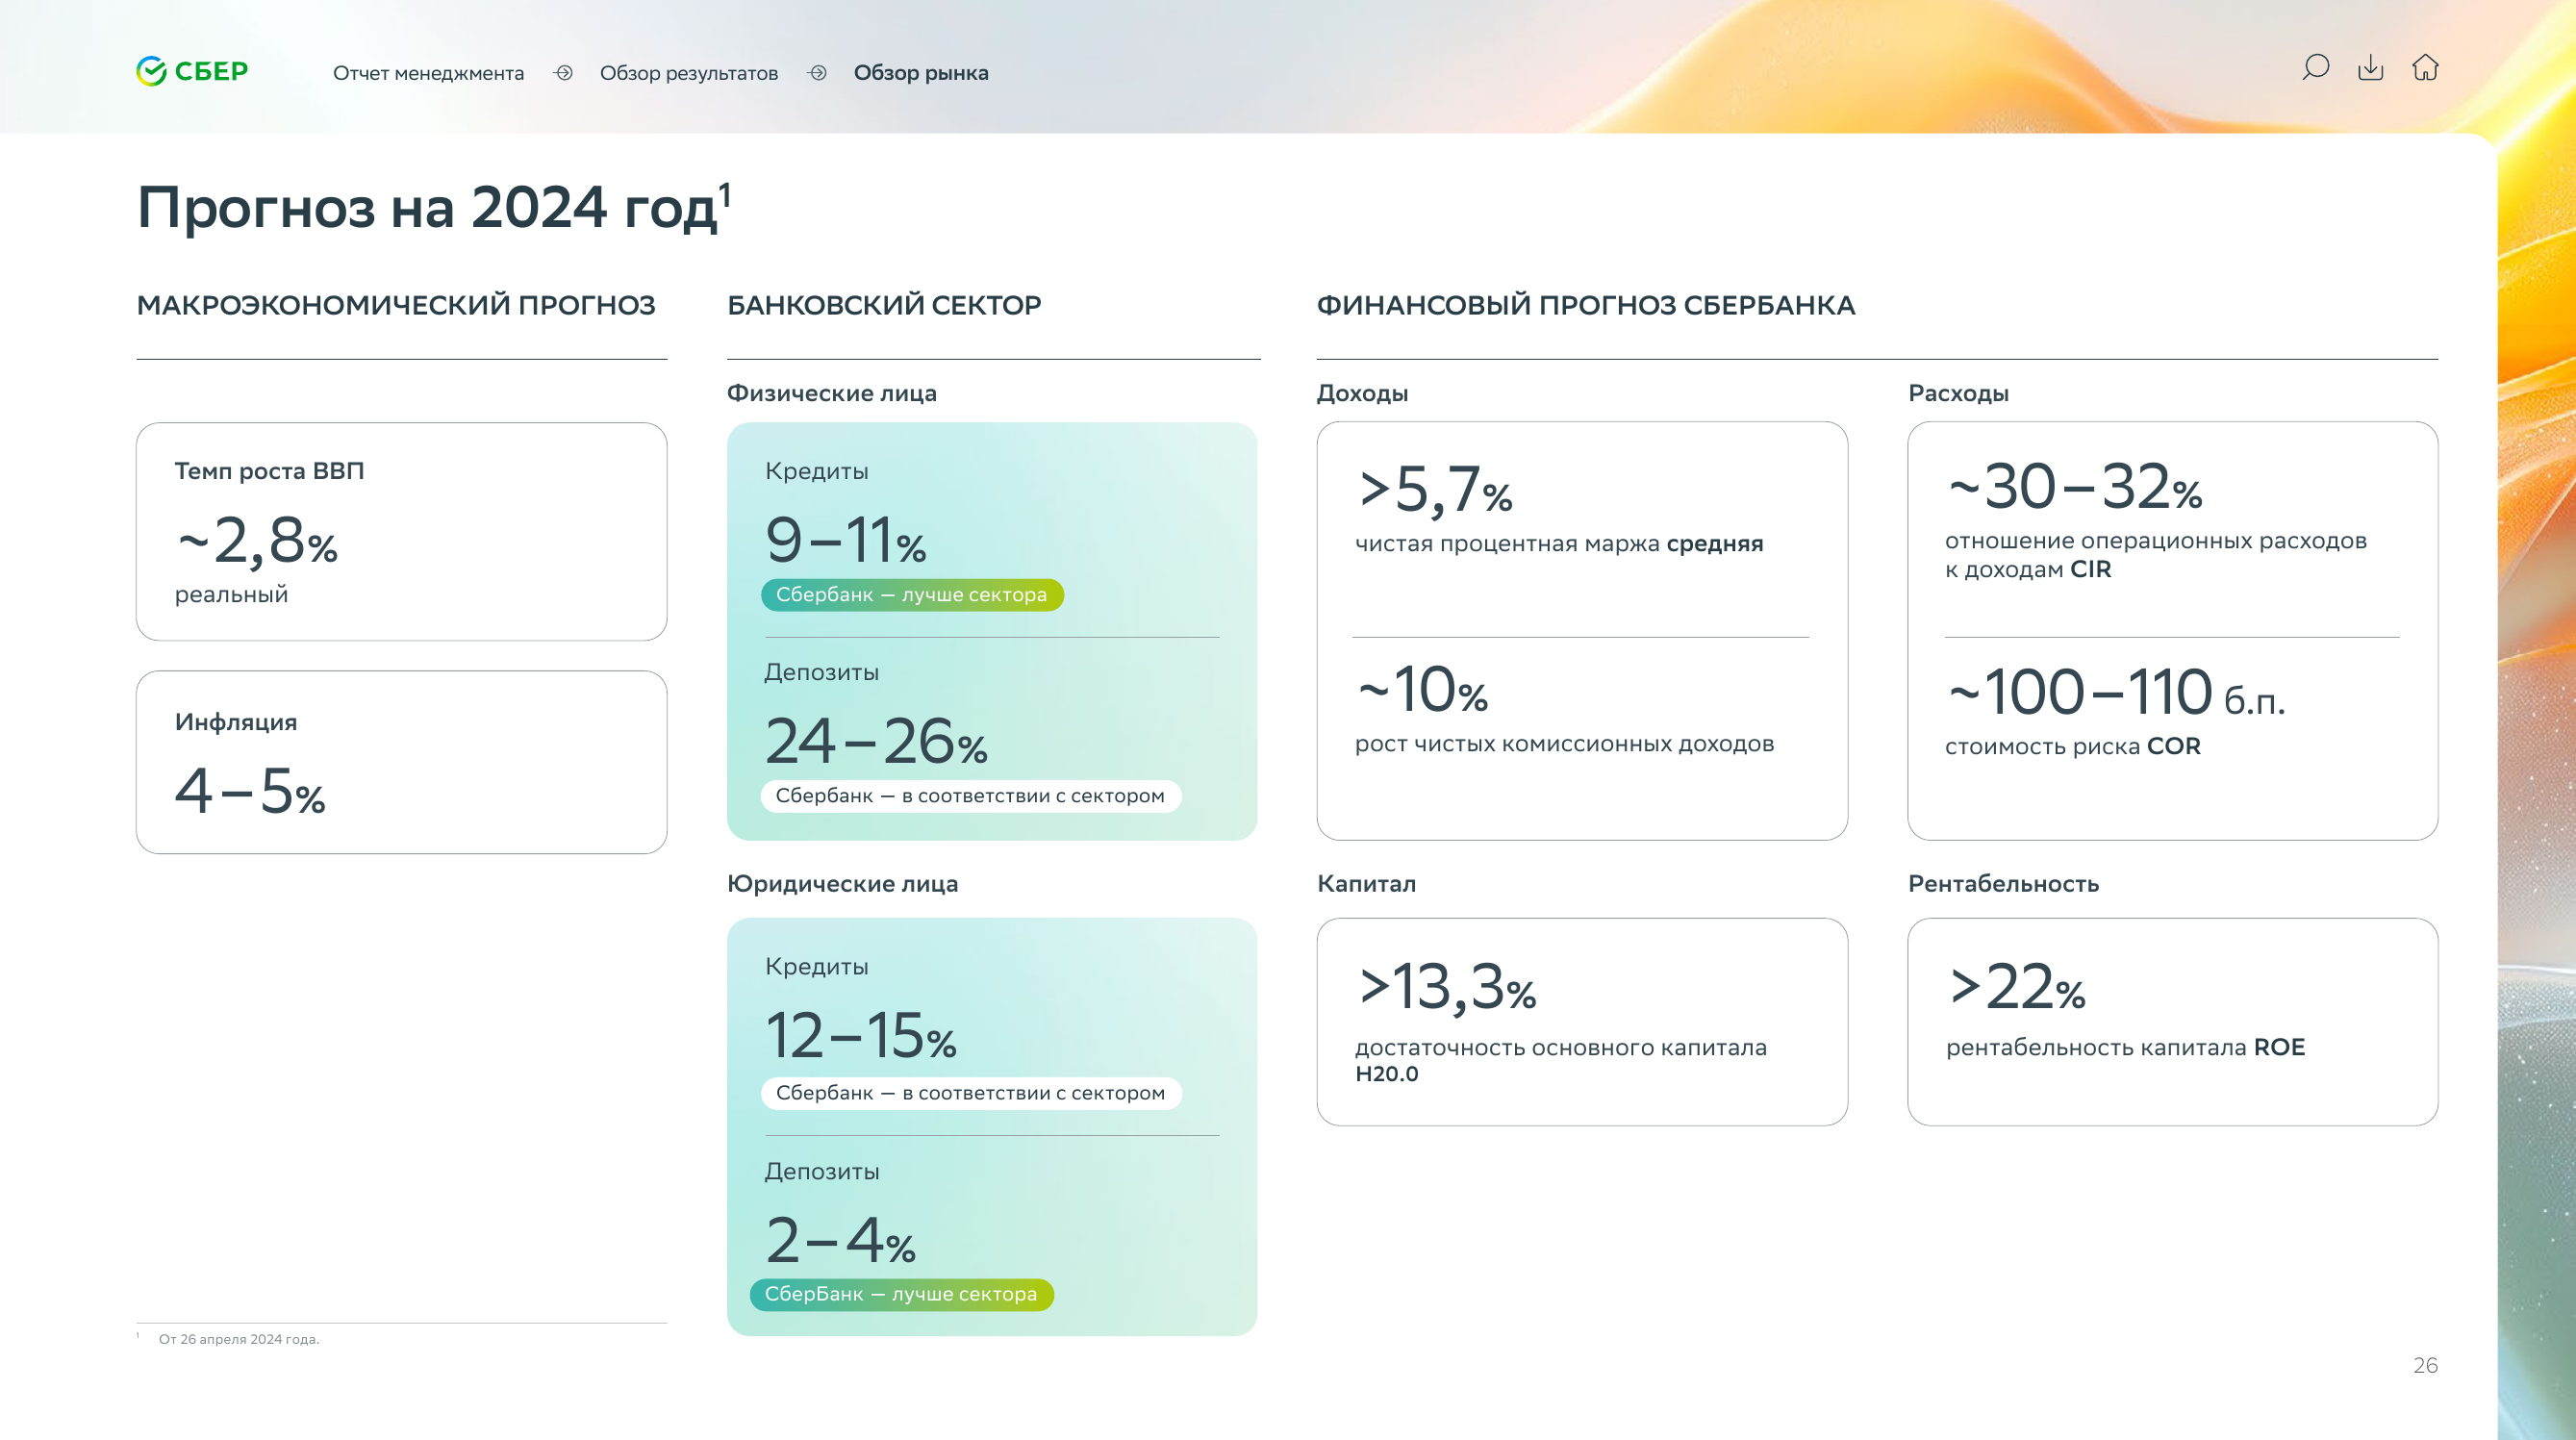 СБЕР
Отчет менеджмента
Обзор результатов
Обзор рынка
Прогноз на 2024 год¹
МАКРОЭКОНОМИЧЕСКИЙ ПРОГНОЗ
Темп роста ВВП
~2,8%
реальный
Инфляция
4–5%
БАНКОВСКИЙ СЕКТОР
Физические лица
Кредиты
9–11%
Сбербанк — лучше сектора
Депозиты
24–26%
Сбербанк — в соответствии с сектором
Юридические лица
Кредиты
12–15%
Сбербанк — в соответствии с сектором
Депозиты
2–4%
СберБанк — лучше сектора
ФИНАНСОВЫЙ ПРОГНОЗ СБЕРБАНКА
Доходы
>5,7%
чистая процентная маржа средняя
~10%
рост чистых комиссионных доходов
Расходы
~30–32%
отношение операционных расходов
к доходам CIR
~100–110 б.п.
стоимость риска COR
Капитал
>13,3%
достаточность основного капитала
Н20.0
Рентабельность
>22%
рентабельность капитала ROE
¹ От 26 апреля 2024 года.
26